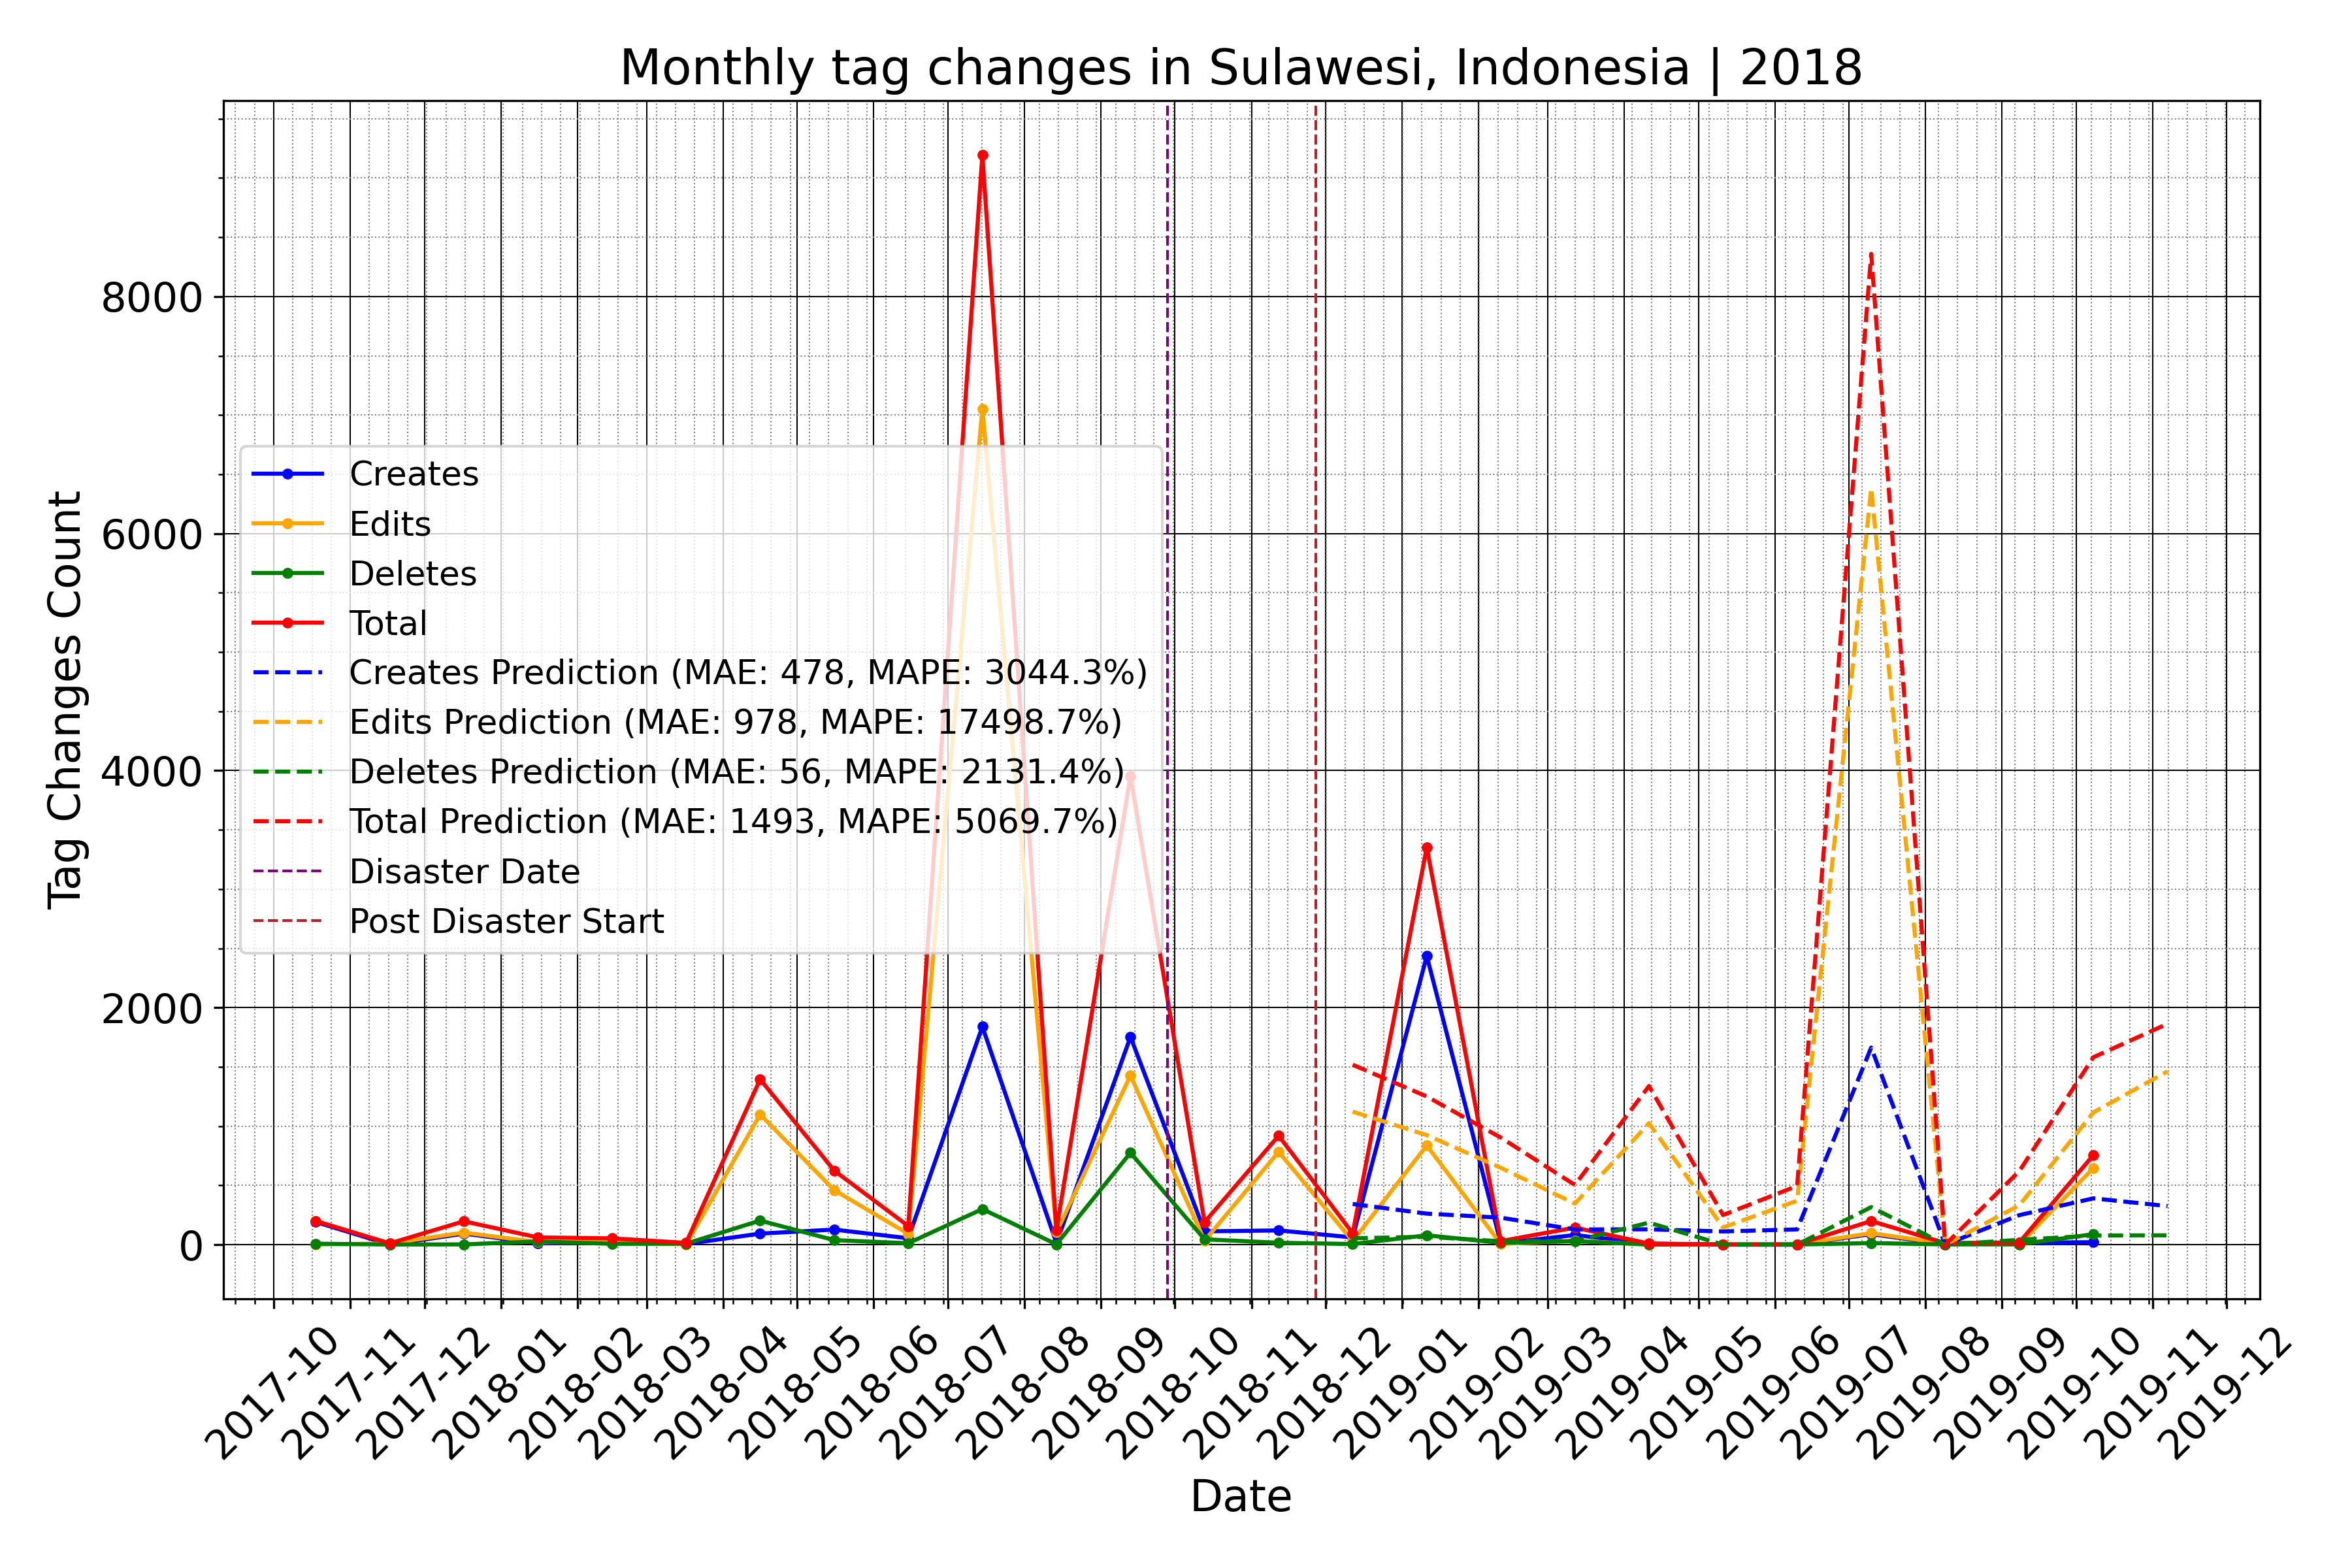 Monthly tag changes in Sulawesi, Indonesia | 2018
Tag Changes Count
8000
6000
4000
2000
0
Creates
Edits
Deletes
Total
Creates Prediction (MAE: 478, MAPE: 3044.3%)
Edits Prediction (MAE: 978, MAPE: 17498.7%)
Deletes Prediction (MAE: 56, MAPE: 2131.4%)
Total Prediction (MAE: 1493, MAPE: 5069.7%)
Disaster Date
Post Disaster Start
2017-10
2017-11
2017-12
2018-01
2018-02
2018-03
2018-04
2018-05
2018-06
2018-07
2018-08
2018-09
2018-10
2018-11
2018-12
2019-01
2019-02
2019-03
2019-04
2019-05
2019-06
2019-07
2019-08
2019-09
2019-10
2019-11
2019-12
Date